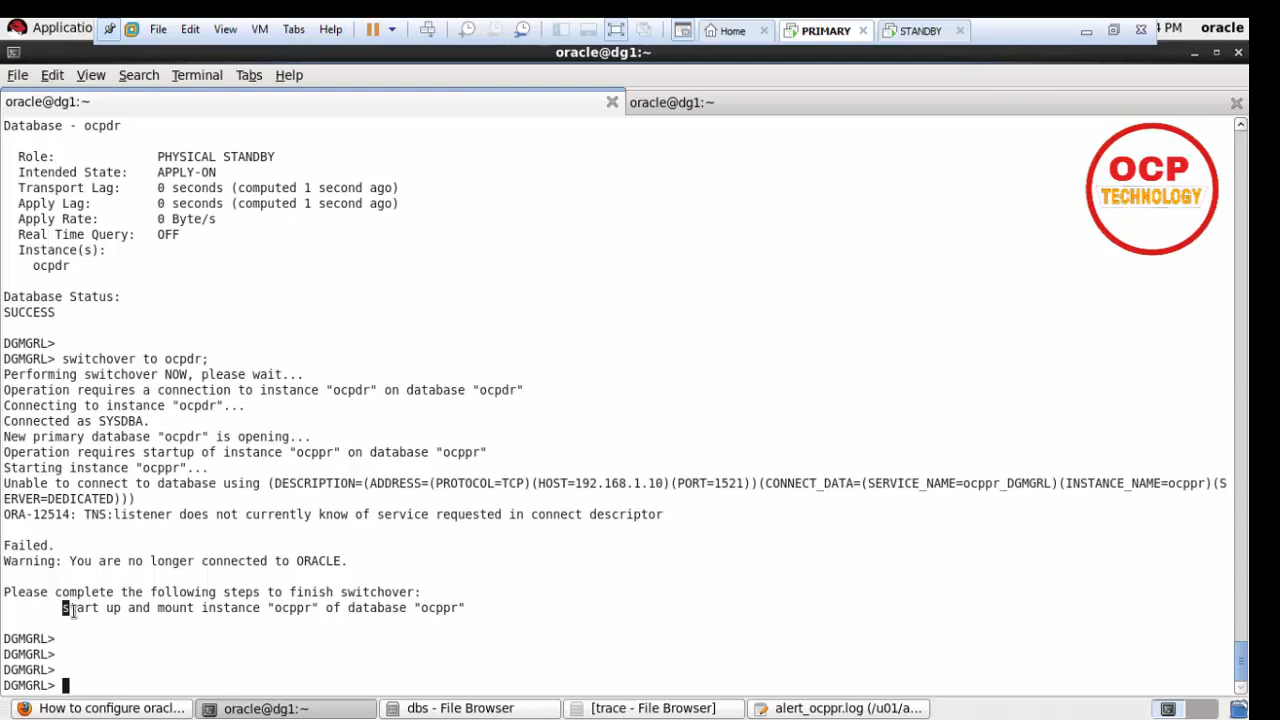 Applicatio File Edit View VM Tabs Help Home PRIMARY STANDBY 4 PM oracle
oracle@dg1:~
File Edit View Search Terminal Tabs Help
oracle@dg1:~ oracle@dg1:~
Database - ocpdr
Role: PHYSICAL STANDBY
Intended State: APPLY-ON
Transport Lag: 0 seconds (computed 1 second ago)
Apply Lag: 0 seconds (computed 1 second ago)
Apply Rate: 0 Byte/s
Real Time Query: OFF
Instance(s):
ocpdr
Database Status:
SUCCESS
DGMGRL>
DGMGRL> switchover to ocpdr;
Performing switchover NOW, please wait...
Operation requires a connection to instance "ocpdr" on database "ocpdr"
Connecting to instance "ocpdr"...
Connected as SYSDBA.
New primary database "ocpdr" is opening...
Operation requires startup of instance "ocppr" on database "ocppr"
Starting instance "ocppr"...
Unable to connect to database using (DESCRIPTION=(ADDRESS=(PROTOCOL=TCP)(HOST=192.168.1.10)(PORT=1521))(CONNECT_DATA=(SERVICE_NAME=ocppr_DGMGRL)(INSTANCE_NAME=ocppr)(S
ERVER=DEDICATED)))
ORA-12514: TNS:listener does not currently know of service requested in connect descriptor
Failed.
Warning: You are no longer connected to ORACLE.
Please complete the following steps to finish switchover:
start up and mount instance "ocppr" of database "ocppr"
DGMGRL>
DGMGRL>
DGMGRL>
DGMGRL>
OCP
TECHNOLOGY
How to configure oracl... oracle@dg1:~ dbs - File Browser [trace - File Browser] alert_ocppr.log (/u01/a...